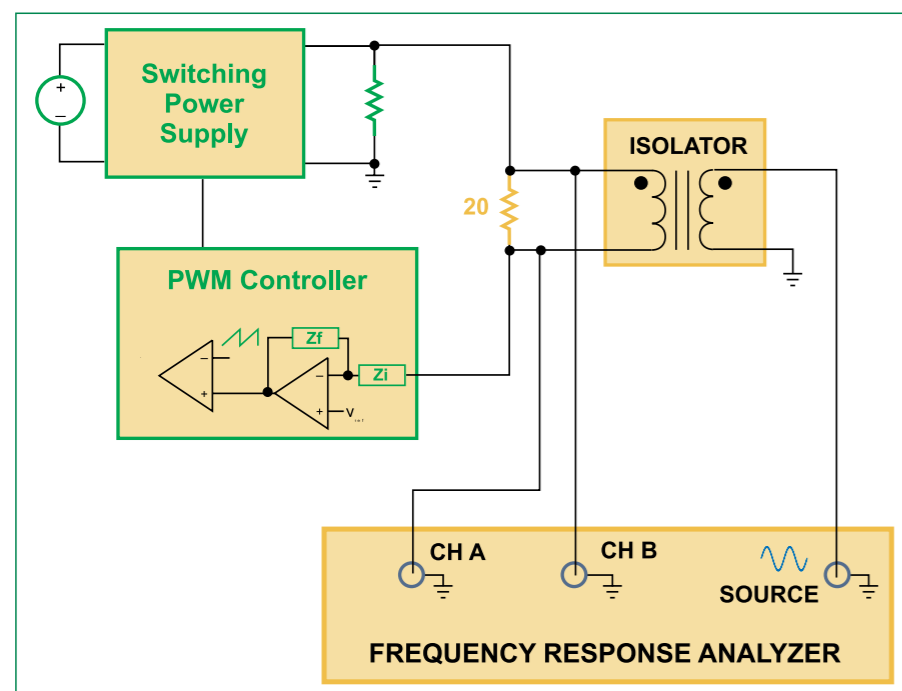 Switching
Power
Supply
+
−
ISOLATOR
20
PWM Controller
Zf
Zi
−
+
−
+
V
CH A
CH B
SOURCE
FREQUENCY RESPONSE ANALYZER